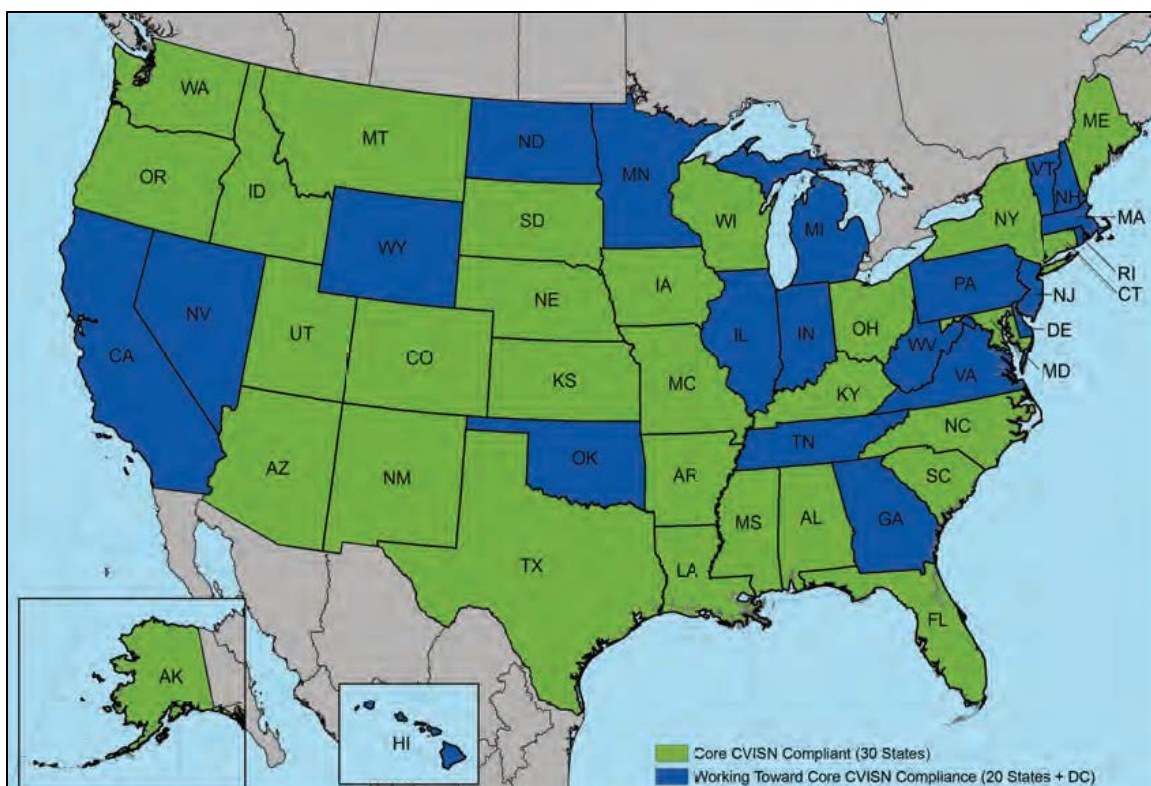 WA
MT
ND
MN
ME
OR
ID
SD
WI
VT
NH
NY
MA
WY
MI
RI
CT
NE
IA
PA
NJ
NV
UT
CO
IL
IN
OH
WV
DE
CA
KS
MC
KY
VA
MD
AZ
NM
OK
AR
TN
NC
SC
MS
AL
GA
TX
LA
FL
AK
HI
Core CVISN Compliant (30 States)
Working Toward Core CVISN Compliance (20 States + DC)